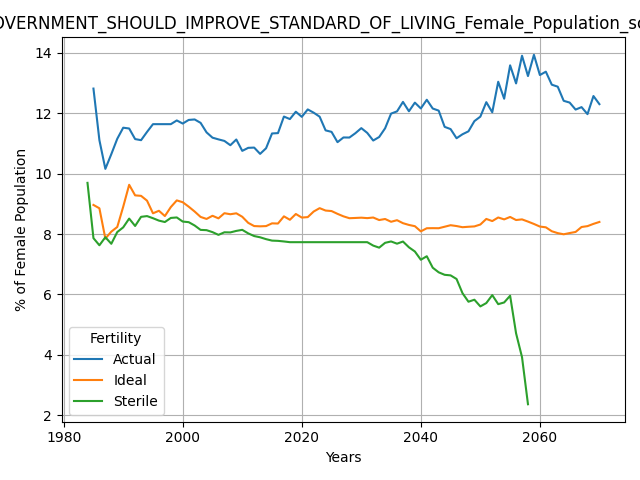 OVERNMENT_SHOULD_IMPROVE_STANDARD_OF_LIVING_Female_Population_s
14
12
10
8
6
4
2
% of Female Population
Fertility
Actual
Ideal
Sterile
1980 2000 2020 2040 2060
Years